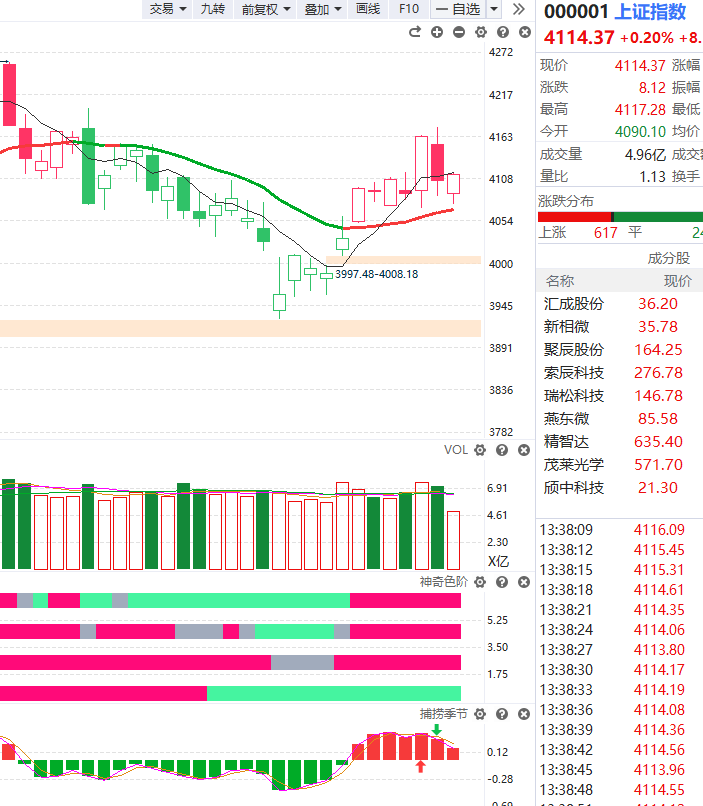 交易 九转 前复权 叠加 画线 F10 一自选
000001 上证指数
4114.37 +0.20% +8.
现价 4114.37 涨幅
涨跌 8.12 振幅
最高 4117.28 最低
今开 4090.10 均价
成交量 4.96亿 成交
量比 1.13 换手
涨跌分布
上涨 617 平 24
成分股
名称 现价
汇成股份 36.20
新相微 35.78
聚辰股份 164.25
索辰科技 276.78
瑞松科技 146.78
燕东微 85.58
精智达 635.40
茂莱光学 571.70
颀中科技 21.30
13:38:09 4116.09
13:38:12 4115.45
13:38:15 4115.31
13:38:18 4114.61
13:38:21 4114.35
13:38:24 4114.06
13:38:27 4113.80
13:38:30 4114.17
13:38:33 4114.19
13:38:36 4114.08
13:38:39 4114.36
13:38:42 4114.56
13:38:45 4113.96
13:38:48 4114.55
4272
4217
4163
4108
4054
4000
3997.48-4008.18
3945
3891
3836
3782
VOL
6.91
4.61
2.30
X亿
神奇色阶
5.25
3.50
1.75
捕捞季节
0.12
-0.28